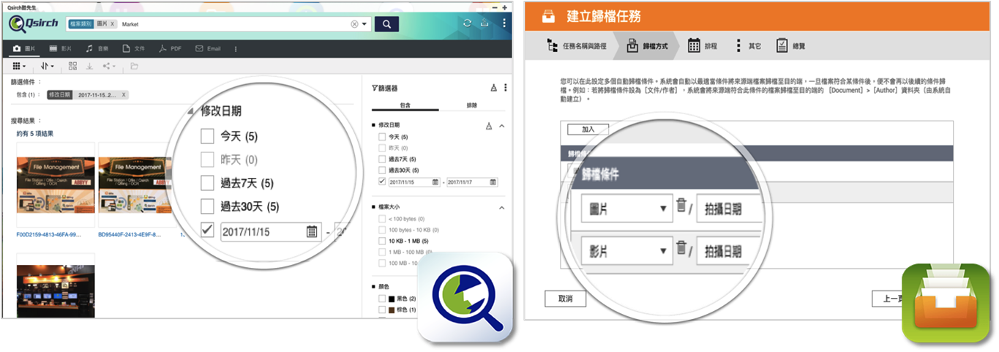 Qsirch酷先生
Qsirch
檔案類別 圖片 X Market
圖片 影片 音樂 文件 PDF Email
篩選條件 :
包含 (1) : 修改日期 2017-11-15..2... X
搜尋結果 :
約有 5 項結果
File Management
File Management
ABBYY
F00D2159-4813-46FA-99...
BD95440F-2413-4E9F-8...
修改日期
今天 (5)
昨天 (0)
過去7天 (5)
過去30天 (5)
2017/11/15 -
篩選器
包含 排除
修改日期
今天 (5)
昨天 (0)
過去7天 (5)
過去30天 (5)
2017/11/15 - 2017/11/17
檔案大小
< 100 bytes (0)
100 bytes - 10 KB (0)
10 KB - 1 MB (5)
1 MB - 100 MB (0)
100 MB - 10
顏色
黑色 (2)
棕色 (1)
建立歸檔任務
任務名稱與路徑 歸檔方式 排程 其它 總覽
您可以在此設定多個自動歸檔條件。系統會自動以最適當條件將來源端檔案歸檔至目的端，一旦檔案符合某條件後，便不會再以後續的條件歸
檔。例如：若將歸檔條件設為［文件/作者］，系統會將來源端符合此條件的檔案歸檔至目的端的［Document］>［Author］資料夾（由系統自
動建立）。
加入
歸檔條件
圖片 / 拍攝日期
影片 / 拍攝日期
取消
上一頁